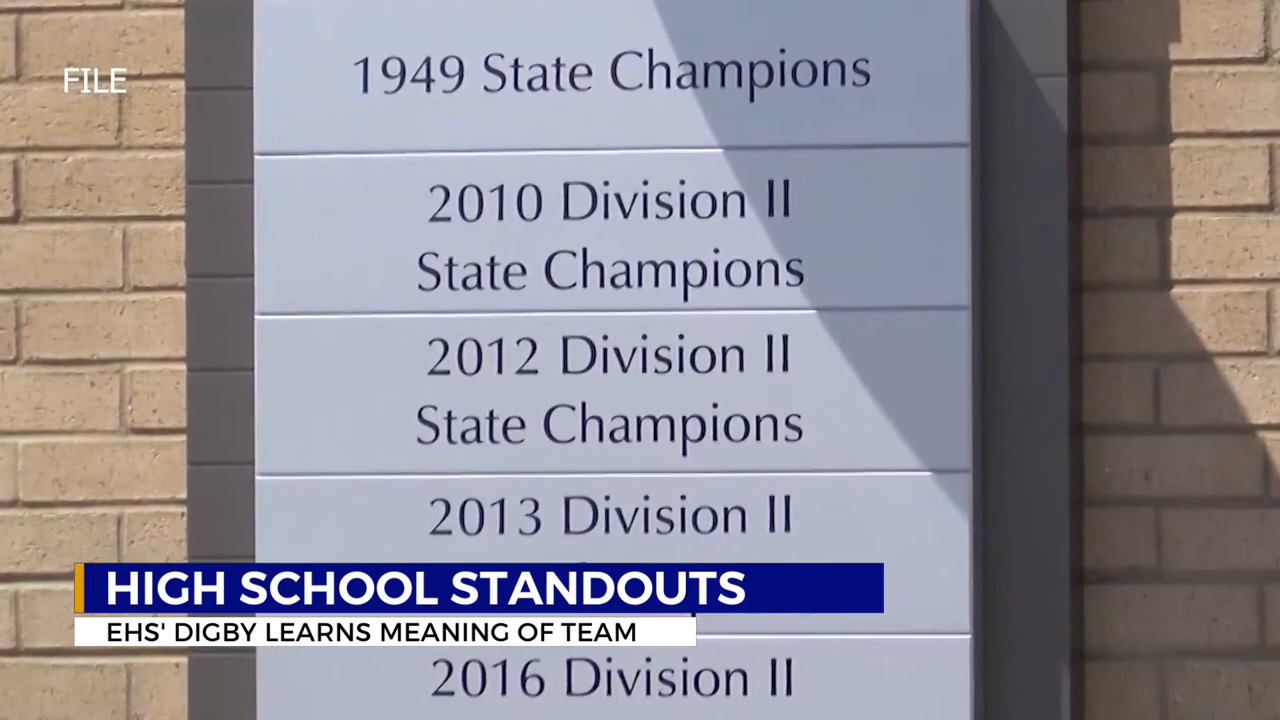 FILE
1949 State Champions
2010 Division II
State Champions
2012 Division II
State Champions
2013 Division II
HIGH SCHOOL STANDOUTS
EHS' DIGBY LEARNS MEANING OF TEAM
2016 Division II